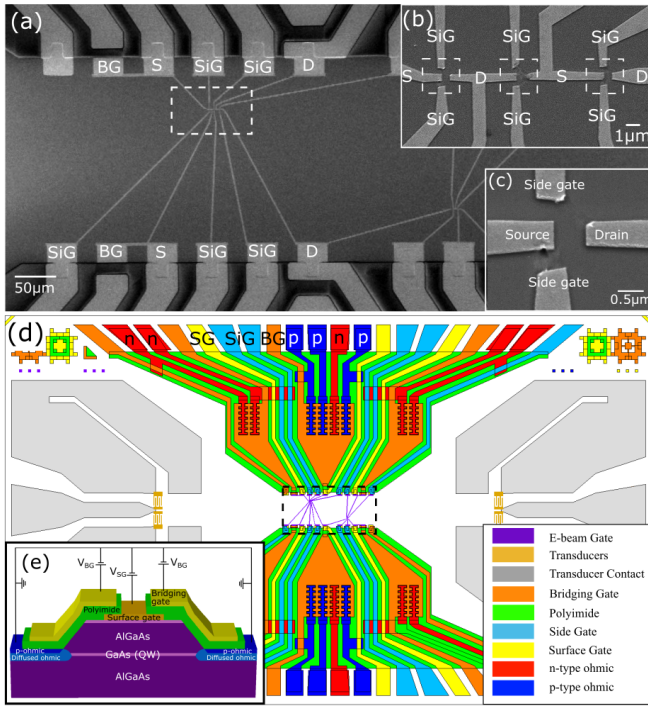 (a)
BG S SiG SiG D
SiG BG S SiG SiG D
50μm
(b)
SiG SiG SiG
S D S D
SiG SiG SiG
1μm
(c)
Side gate
Source Drain
Side gate
0.5μm
(d)
n n SG SiG BG p p n p
E-beam Gate
Transducers
Transducer Contact
Bridging Gate
Polyimide
Side Gate
Surface Gate
n-type ohmic
p-type ohmic
(e)
VBG VSG VBG
Bridging
gate
Polyimide
Surface gate
AlGaAs
p-ohmic p-ohmic
Diffused ohmic GaAs (QW) Diffused ohmic
AlGaAs